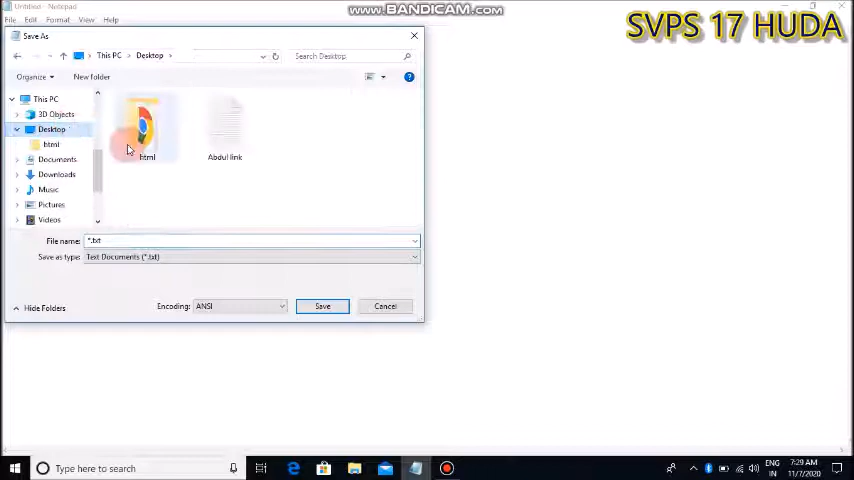 Untitled - Notepad
www.BANDICAM.com
SVPS 17 HUDA
File Edit Format View Help
Save As
This PC Desktop
Search Desktop
Organize New folder
This PC
3D Objects
Desktop
html
Documents
Downloads
Music
Pictures
Videos
html
Abdul link
File name: *.txt
Save as type: Text Documents (*.txt)
Hide Folders
Encoding: ANSI
Save
Cancel
Type here to search
ENG
IN
7:29 AM
11/7/2020